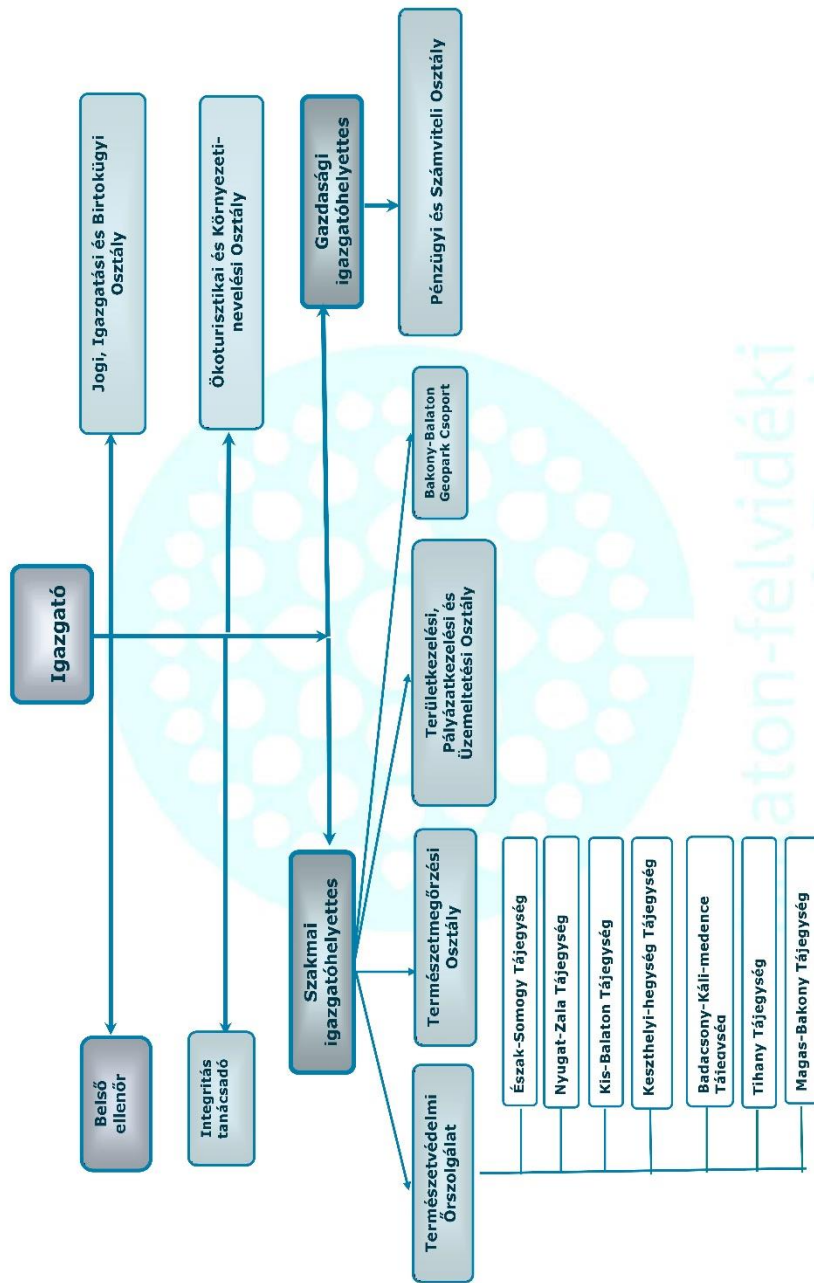 Igazgató
Belső
ellenőr
Jogi, Igazgatási és Birtokügyi
Osztály
Integritás
tanácsadó
Ökoturisztikai és Környezeti-
nevelési Osztály
Szakmai
igazgatóhelyettes
Gazdasági
igazgatóhelyettes
Természetvédelmi
Őrszolgálat
Természetmegőrzési
Osztály
Területkezelési,
Pályázatkezelési és
Üzemeltetési Osztály
Bakony-Balaton
Geopark Csoport
Pénzügyi és Számviteli Osztály
Észak-Somogy Tájegység
Nyugat-Zala Tájegység
Kis-Balaton Tájegység
Keszthelyi-hegység Tájegység
Badacsony-Káli-medence
Tájegység
Tihany Tájegység
Magas-Bakony Tájegység
aton-felvidéki